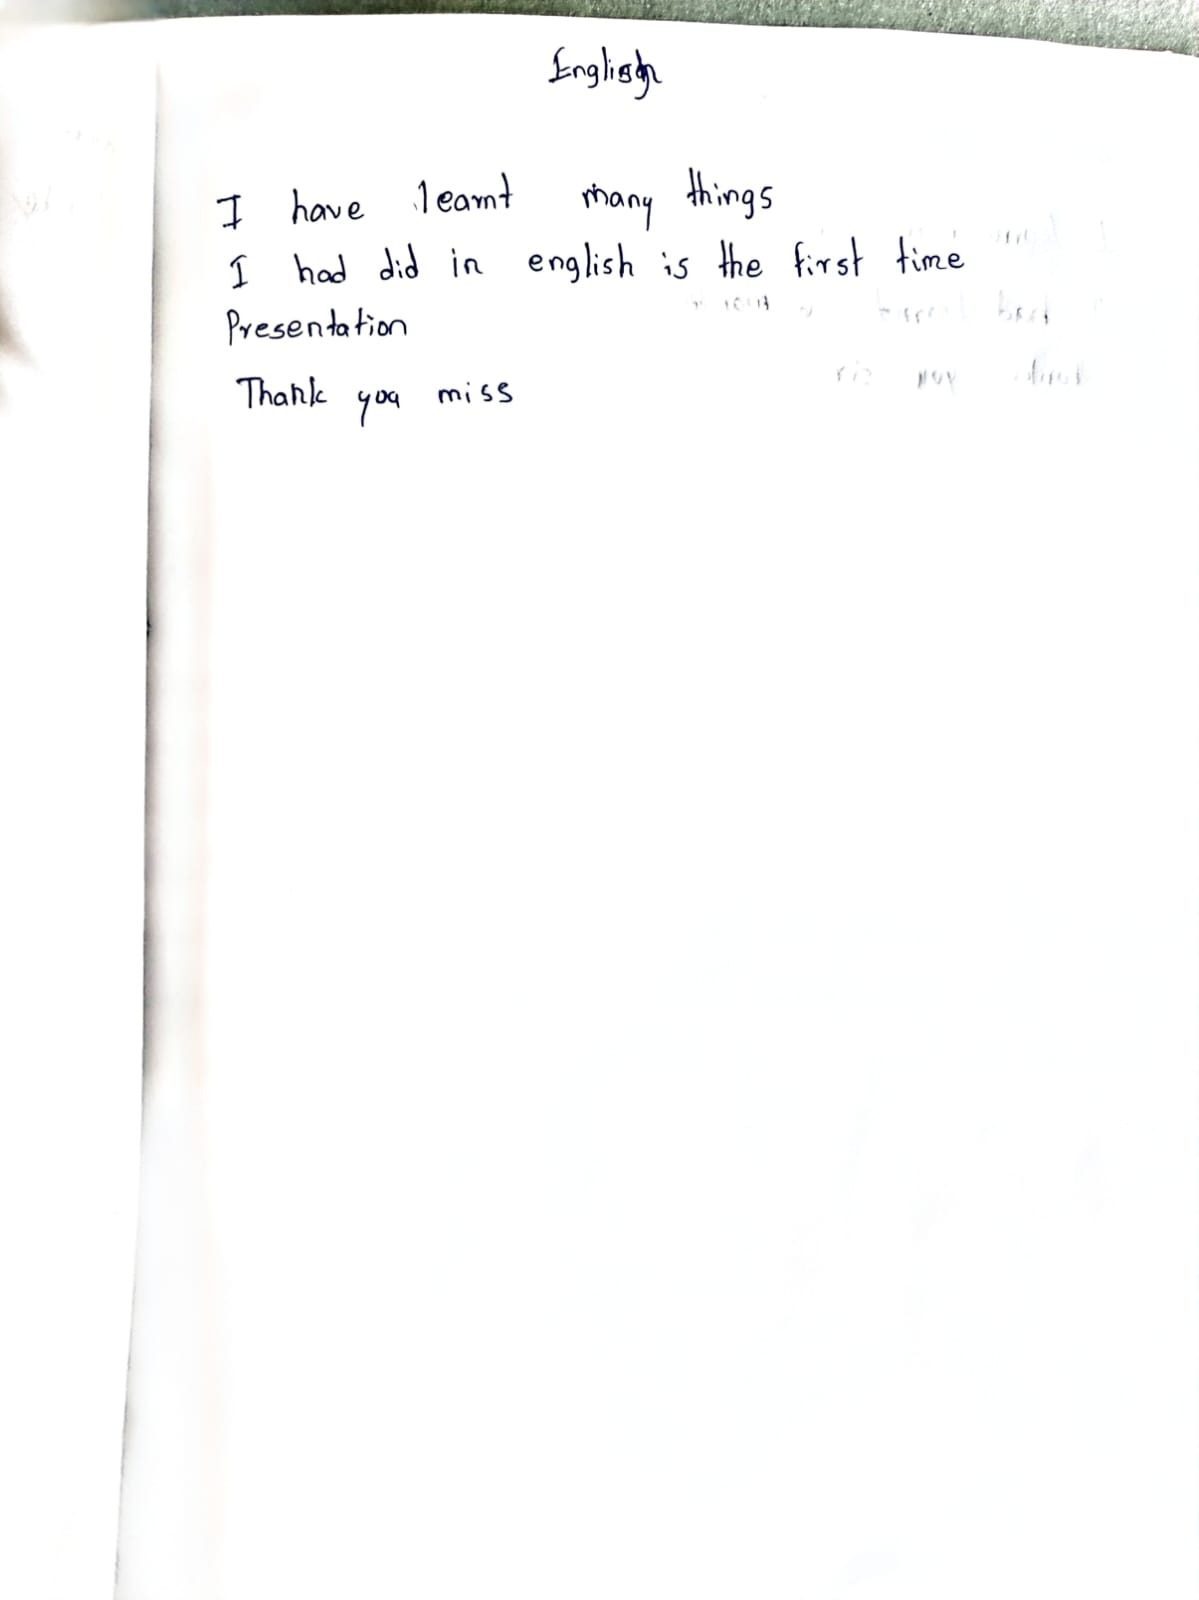 English
I have learnt many things
I had did in english is the first time
Presentation
Thank you miss